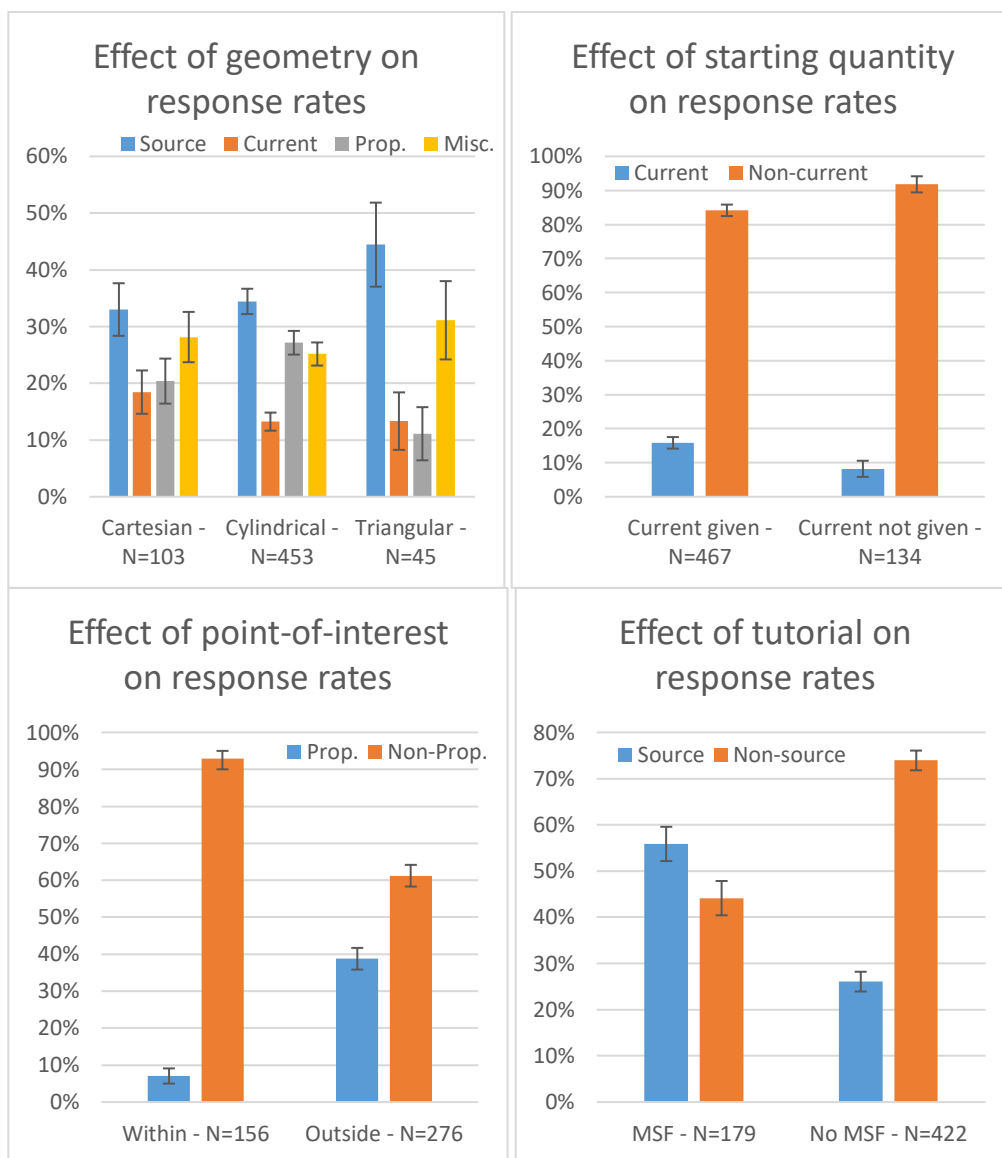 Effect of geometry on
response rates
Source Current Prop. Misc.
60%
50%
40%
30%
20%
10%
0%
Cartesian - Cylindrical - Triangular -
N=103 N=453 N=45
Effect of starting quantity
on response rates
100%
Current Non-current
90%
80%
70%
60%
50%
40%
30%
20%
10%
0%
Current given - Current not given -
N=467 N=134
Effect of point-of-interest
on response rates
100%
Prop. Non-Prop.
90%
80%
70%
60%
50%
40%
30%
20%
10%
0%
Within - N=156 Outside - N=276
Effect of tutorial on
response rates
80%
Source Non-source
70%
60%
50%
40%
30%
20%
10%
0%
MSF - N=179 No MSF - N=422